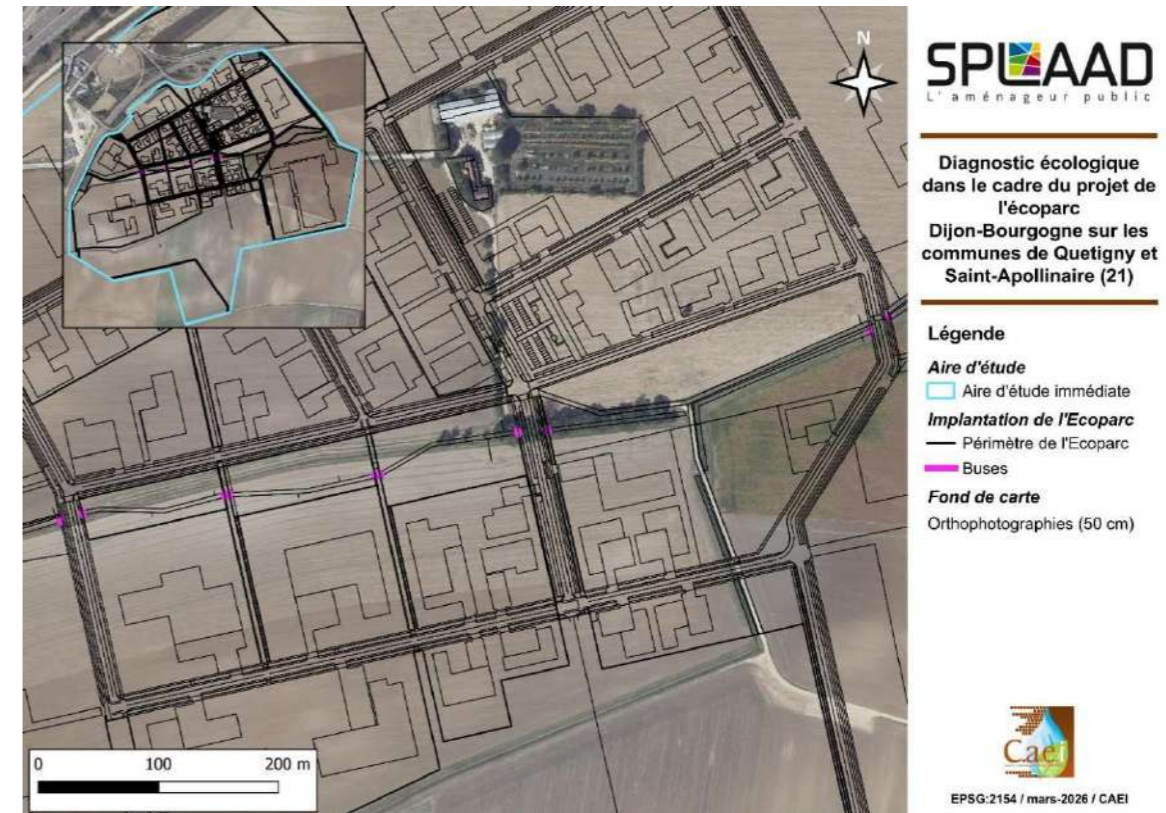 N
SPLAAD
L'aménageur public
Diagnostic écologique
dans le cadre du projet de
l'écoparc
Dijon-Bourgogne sur les
communes de Quetigny et
Saint-Apollinaire (21)
Légende
Aire d'étude
Aire d'étude immédiate
Implantation de l'Ecoparc
Périmètre de l'Ecoparc
Buses
Fond de carte
Orthophotographies (50 cm)
0 100 200 m
Caei
EPSG:2154 / mars-2026 / CAEI